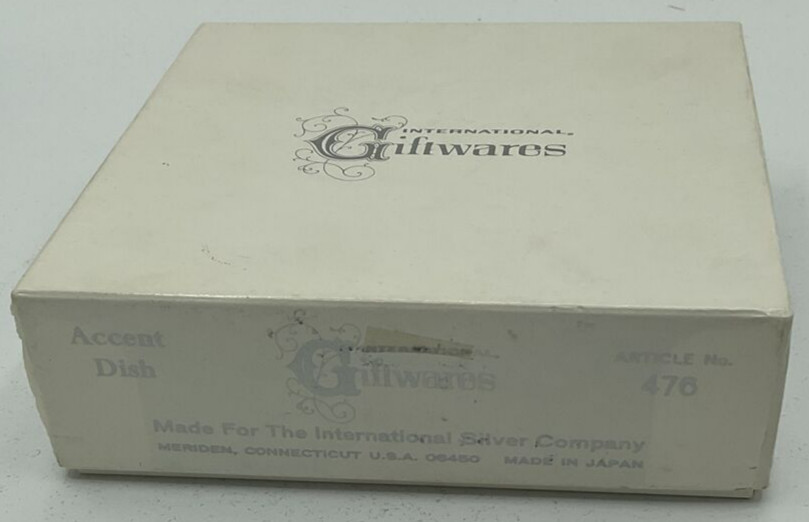 INTERNATIONAL®
Giftwares
Accent
Dish
INTERNATIONAL
Giftwares
ARTICLE No.
476
Made For The International Silver Company
MERIDEN, CONNECTICUT U.S.A. 06450 MADE IN JAPAN